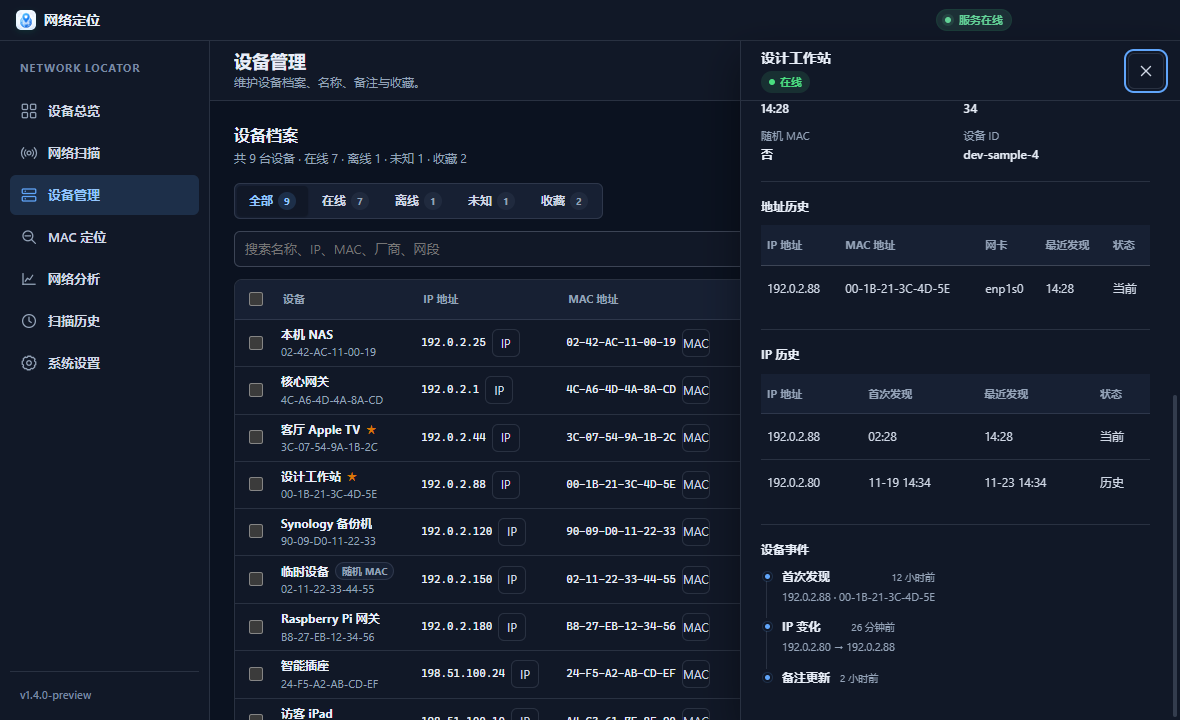 网络定位
服务在线
NETWORK LOCATOR
设备总览
网络扫描
设备管理
MAC 定位
网络分析
扫描历史
系统设置
v1.4.0-preview
设备管理
维护设备档案、名称、备注与收藏。
设备档案
共 9 台设备 · 在线 7 · 离线 1 · 未知 1 · 收藏 2
全部 9 在线 7 离线 1 未知 1 收藏 2
搜索名称、IP、MAC、厂商、网段
设备 IP 地址 MAC 地址
本机 NAS 192.0.2.25 IP 02-42-AC-11-00-19 MAC
02-42-AC-11-00-19
核心网关 192.0.2.1 IP 4C-A6-4D-4A-8A-CD MAC
4C-A6-4D-4A-8A-CD
客厅 Apple TV ★ 192.0.2.44 IP 3C-07-54-9A-1B-2C MAC
3C-07-54-9A-1B-2C
设计工作站 ★ 192.0.2.88 IP 00-1B-21-3C-4D-5E MAC
00-1B-21-3C-4D-5E
Synology 备份机 192.0.2.120 IP 90-09-D0-11-22-33 MAC
90-09-D0-11-22-33
临时设备 随机 MAC 192.0.2.150 IP 02-11-22-33-44-55 MAC
02-11-22-33-44-55
Raspberry Pi 网关 192.0.2.180 IP B8-27-EB-12-34-56 MAC
B8-27-EB-12-34-56
智能插座 198.51.100.24 IP 24-F5-A2-AB-CD-EF MAC
24-F5-A2-AB-CD-EF
访客 iPad
设计工作站
在线
14:28 34
随机 MAC 设备 ID
否 dev-sample-4
地址历史
IP 地址 MAC 地址 网卡 最近发现 状态
192.0.2.88 00-1B-21-3C-4D-5E enp1s0 14:28 当前
IP 历史
IP 地址 首次发现 最近发现 状态
192.0.2.88 02:28 14:28 当前
192.0.2.80 11-19 14:34 11-23 14:34 历史
设备事件
首次发现 12 小时前
192.0.2.88 · 00-1B-21-3C-4D-5E
IP 变化 26 分钟前
192.0.2.80 → 192.0.2.88
备注更新 2 小时前